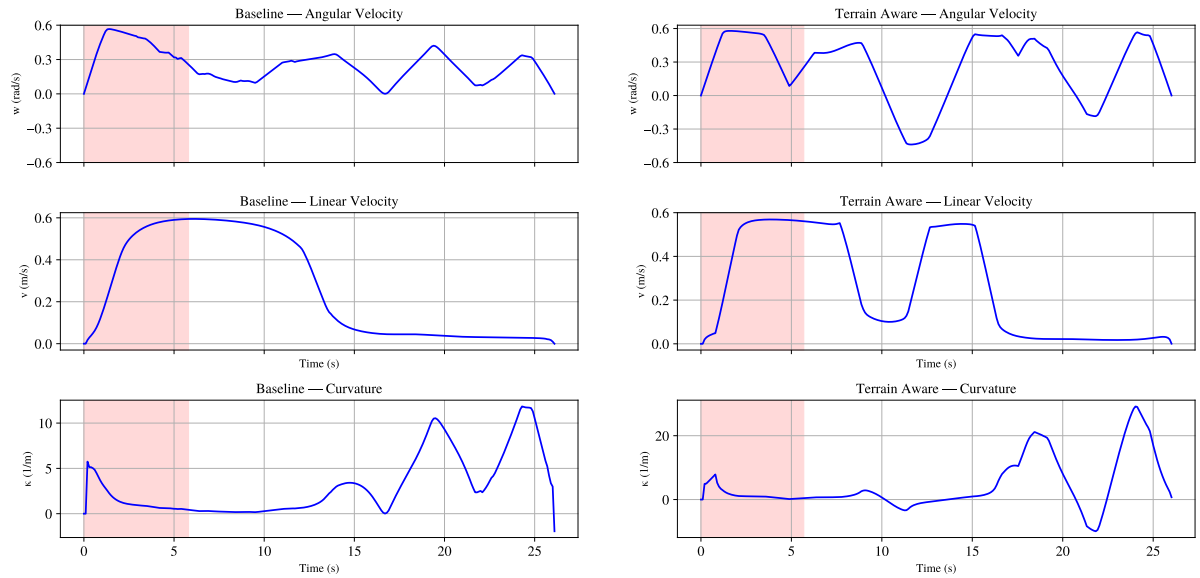 Baseline — Angular Velocity
w (rad/s)
0.6
0.3
0.0
−0.3
−0.6
Terrain Aware — Angular Velocity
w (rad/s)
0.6
0.3
0.0
−0.3
−0.6
Baseline — Linear Velocity
v (m/s)
0.6
0.4
0.2
0.0
Time (s)
Terrain Aware — Linear Velocity
v (m/s)
0.6
0.4
0.2
0.0
Time (s)
Baseline — Curvature
κ (1/m)
10
5
0
0 5 10 15 20 25
Time (s)
Terrain Aware — Curvature
κ (1/m)
20
0
0 5 10 15 20 25
Time (s)